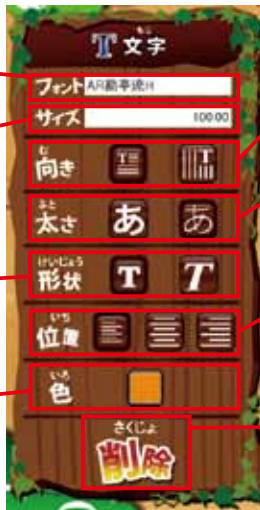 もじ
T 文字
フォント AR勘亭流H
サイズ 100.00
む
向き T T
ふと
太さ あ あ
けいじょう
形状 T T
いち
位置
いろ
色
さくじょ
削除